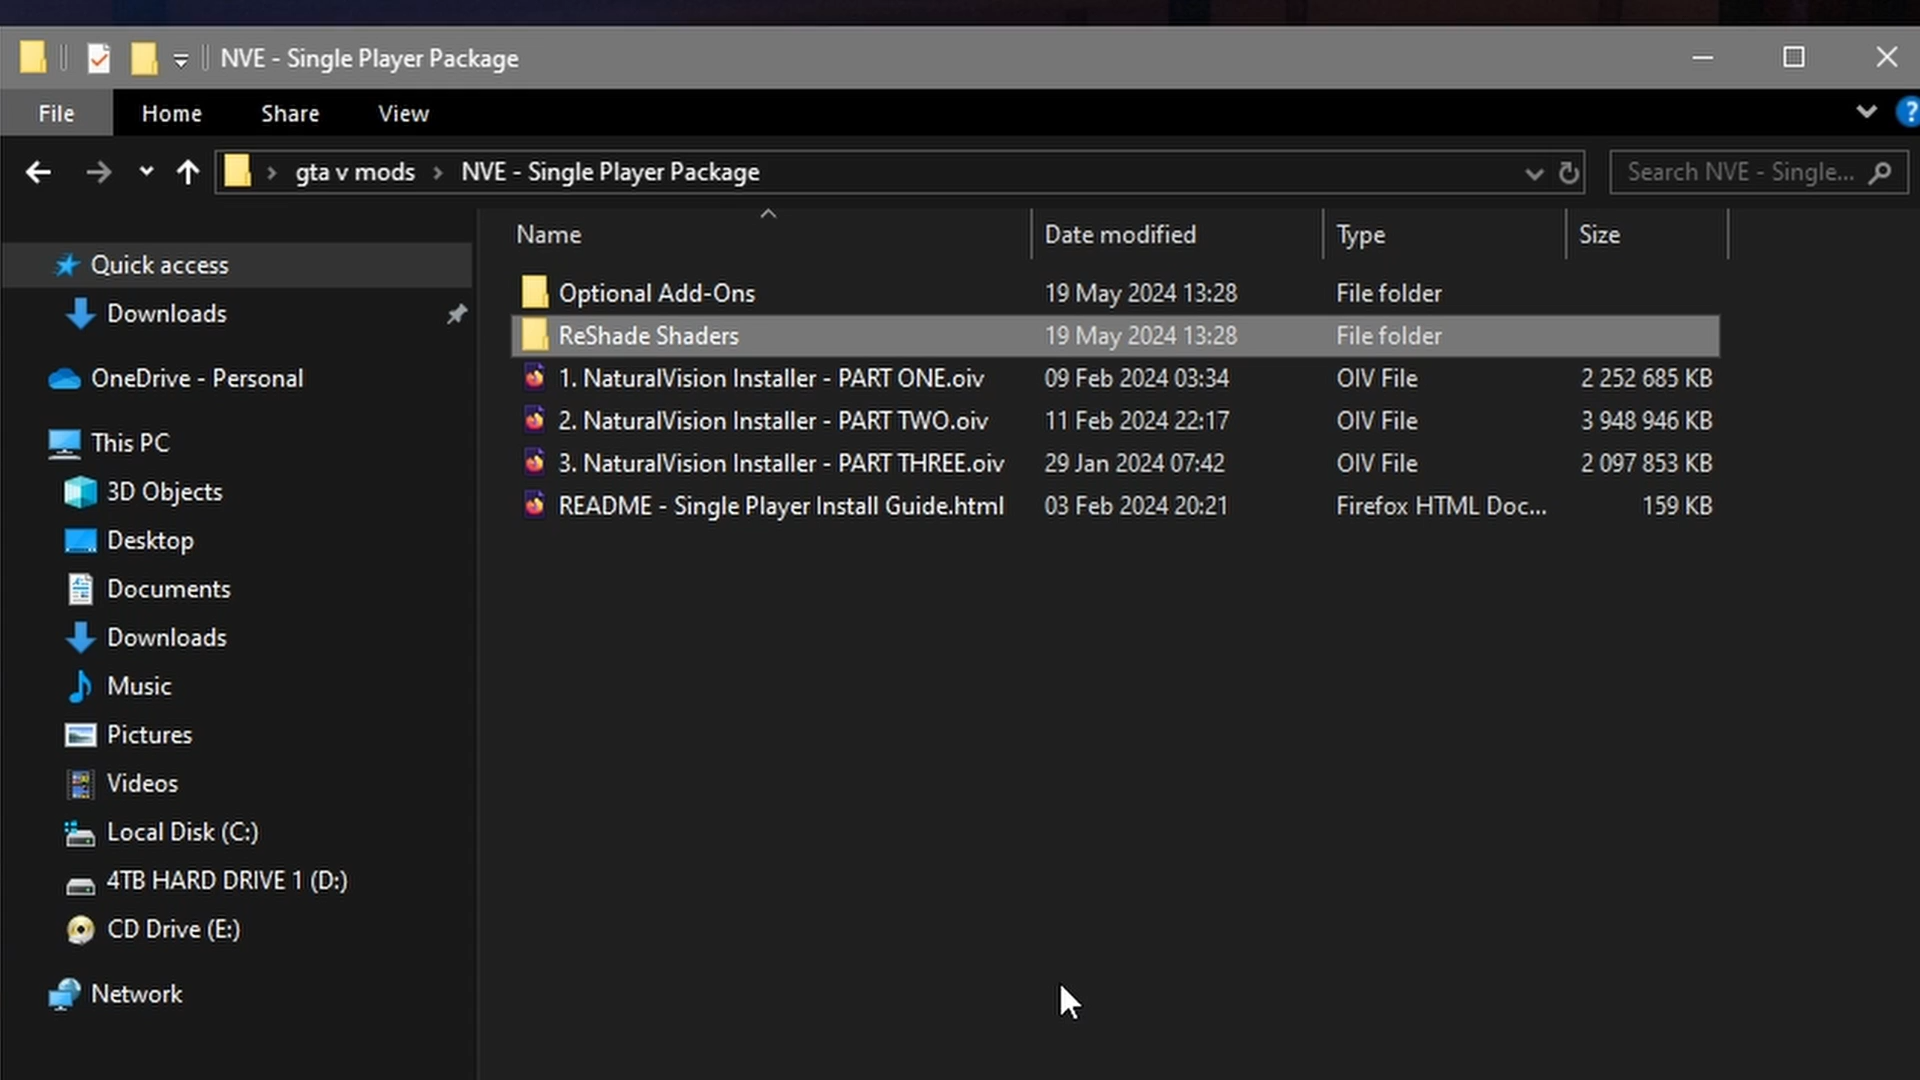 NVE - Single Player Package
File Home Share View
gta v mods NVE - Single Player Package Search NVE - Single...
Name Date modified Type Size
Quick access
Downloads
OneDrive - Personal
This PC
3D Objects
Desktop
Documents
Downloads
Music
Pictures
Videos
Local Disk (C:)
4TB HARD DRIVE 1 (D:)
CD Drive (E:)
Network
Optional Add-Ons 19 May 2024 13:28 File folder
ReShade Shaders 19 May 2024 13:28 File folder
1. NaturalVision Installer - PART ONE.oiv 09 Feb 2024 03:34 OIV File 2 252 685 KB
2. NaturalVision Installer - PART TWO.oiv 11 Feb 2024 22:17 OIV File 3 948 946 KB
3. NaturalVision Installer - PART THREE.oiv 29 Jan 2024 07:42 OIV File 2 097 853 KB
README - Single Player Install Guide.html 03 Feb 2024 20:21 Firefox HTML Doc... 159 KB